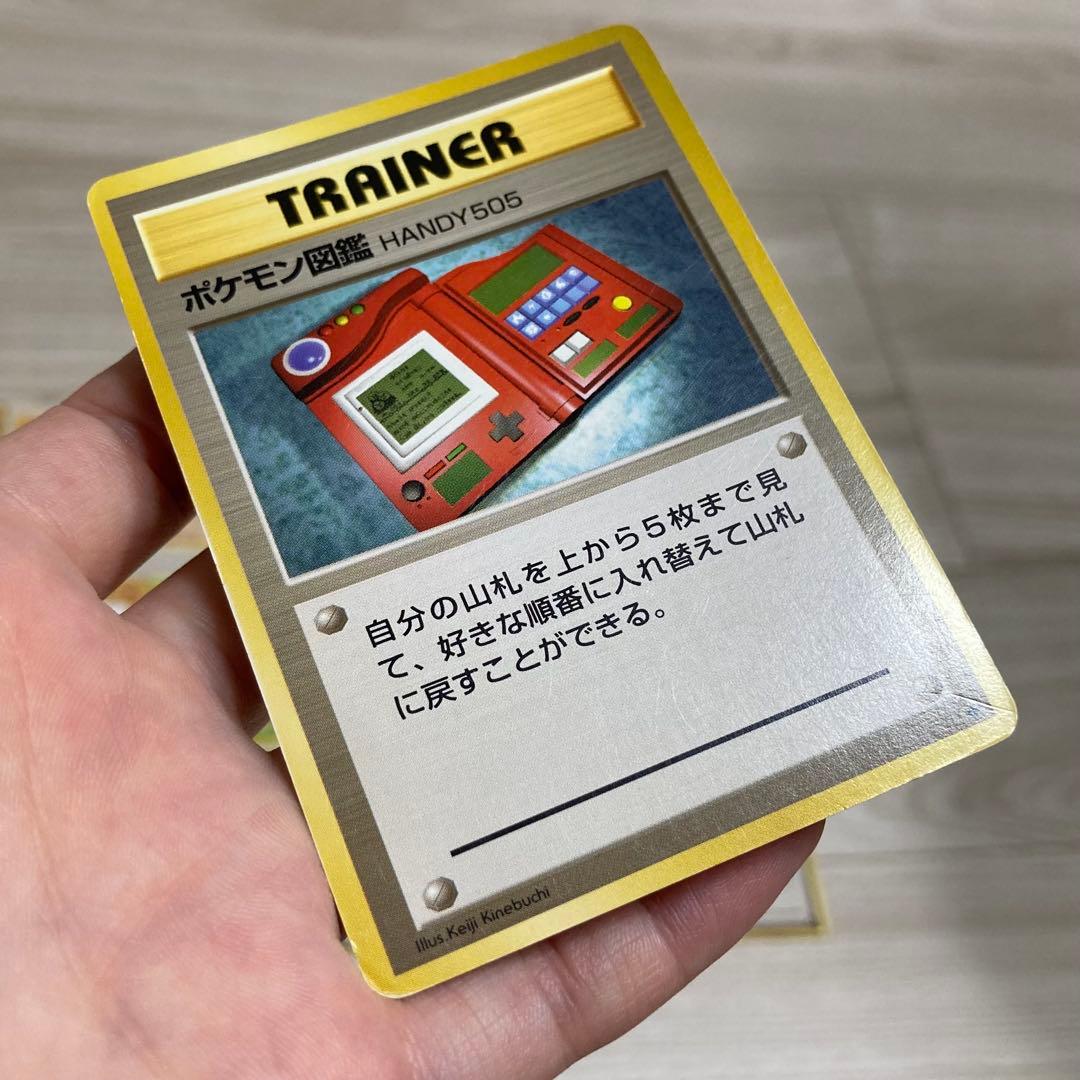 TRAINER
ポケモン図鑑 HANDY505
自分の山札を上から5枚まで見
て、好きな順番に入れ替えて山札
に戻すことができる。
Illus.Keiji Kinebuchi